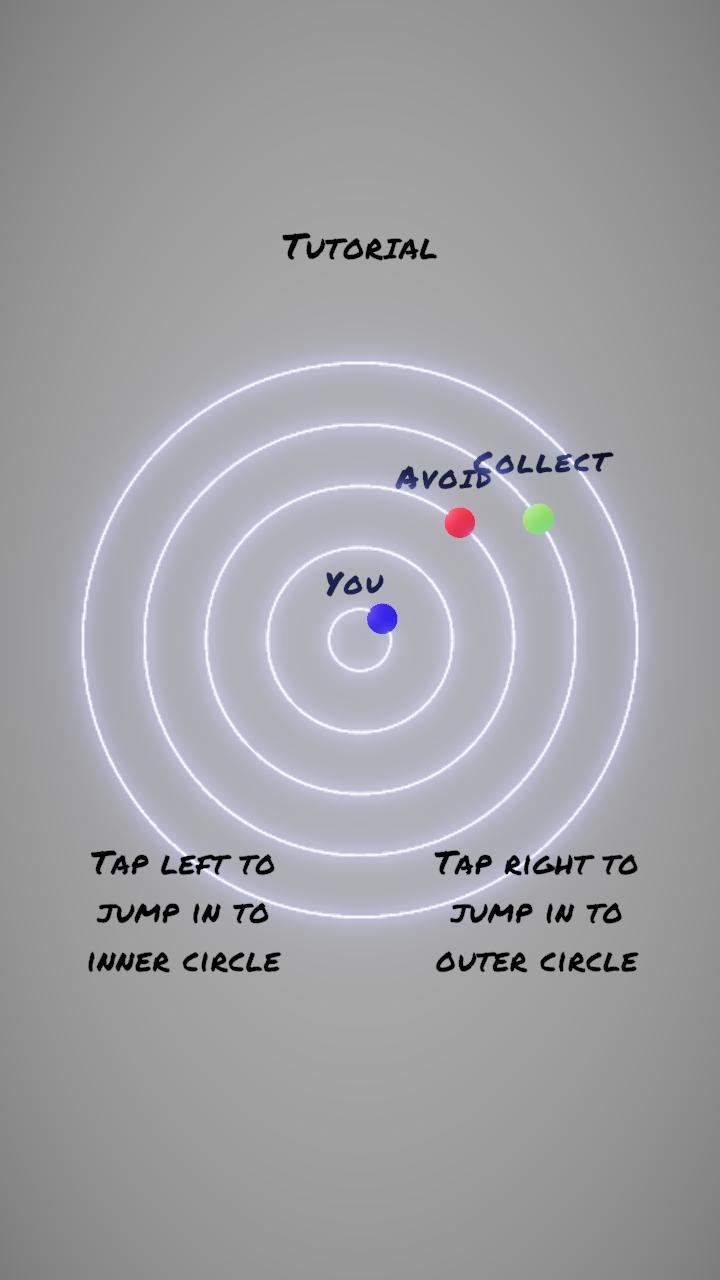 Tutorial
Collect
Avoid
You
Tap left to
jump in to
inner circle
Tap right to
jump in to
outer circle